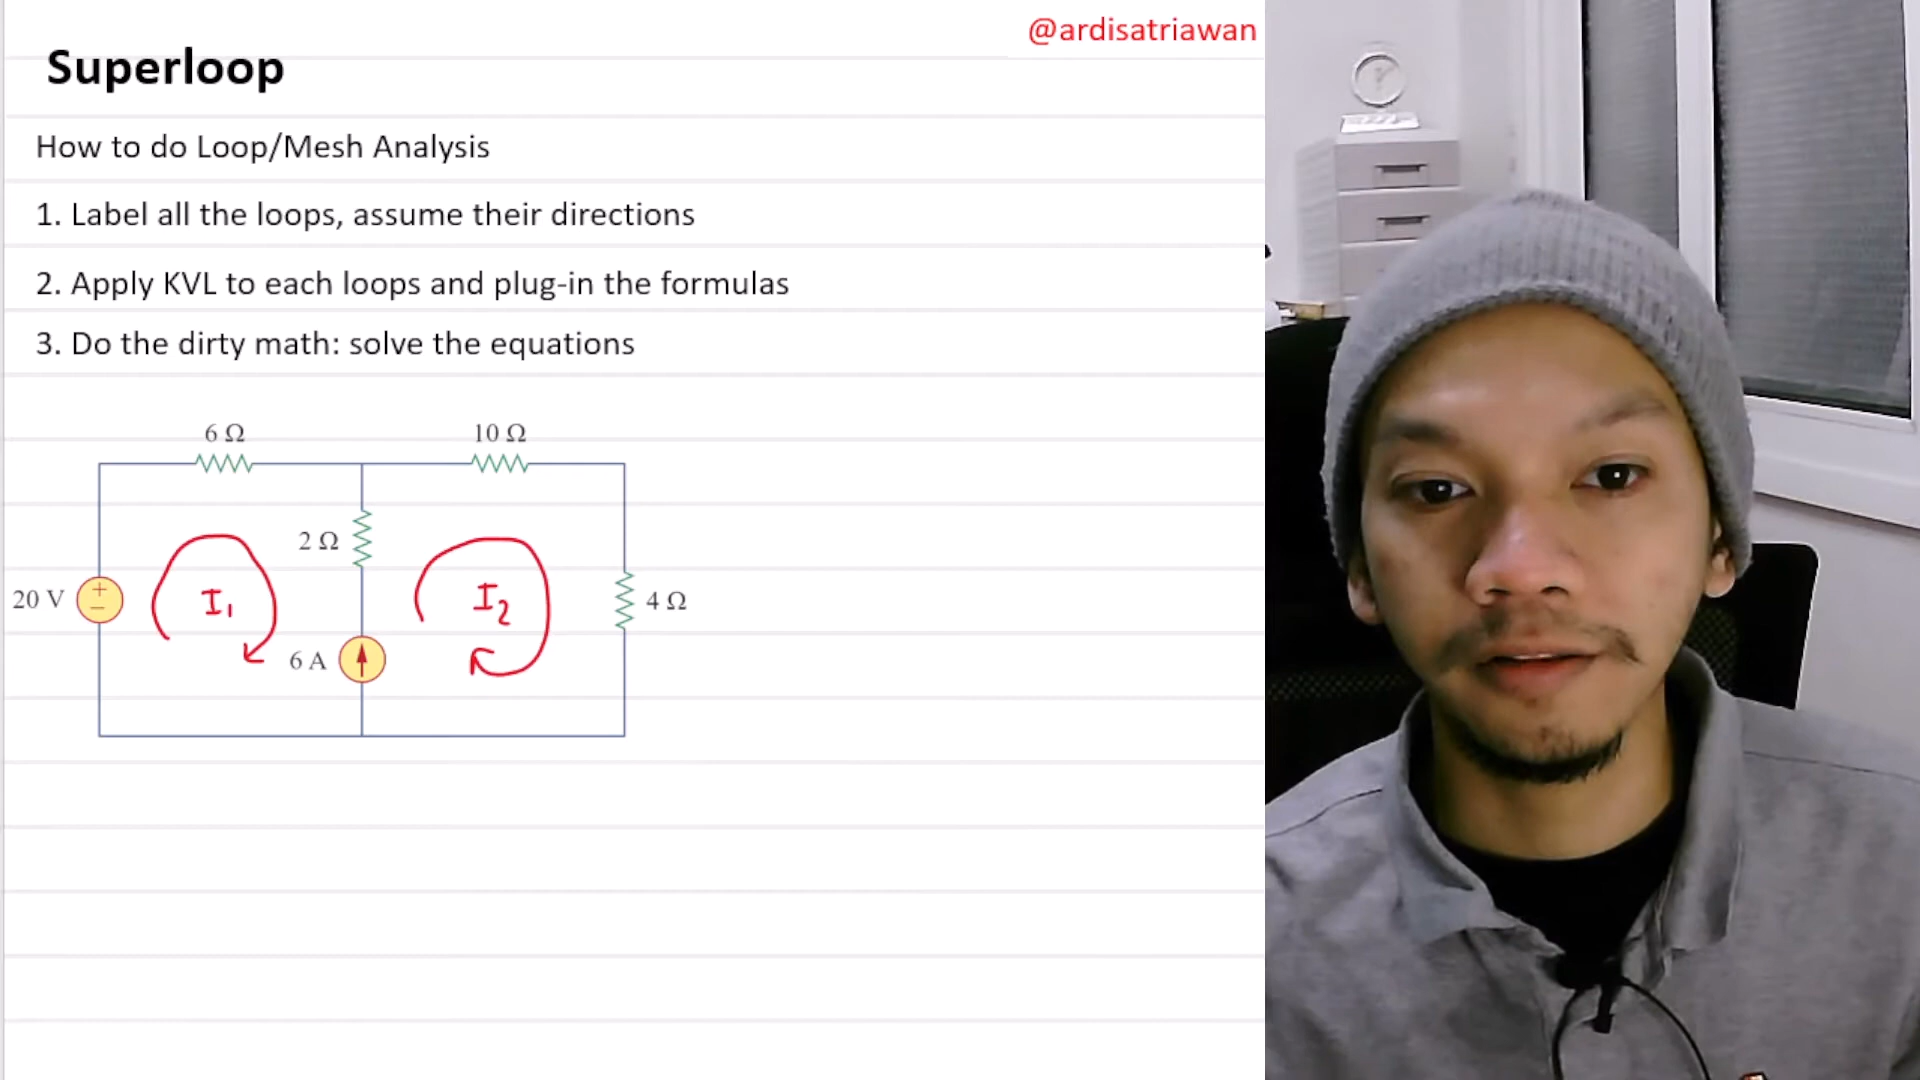 @ardisatriawan
Superloop
How to do Loop/Mesh Analysis
1. Label all the loops, assume their directions
2. Apply KVL to each loops and plug-in the formulas
3. Do the dirty math: solve the equations
6 Ω
10 Ω
2 Ω
20 V
I₁
I₂
4 Ω
6 A